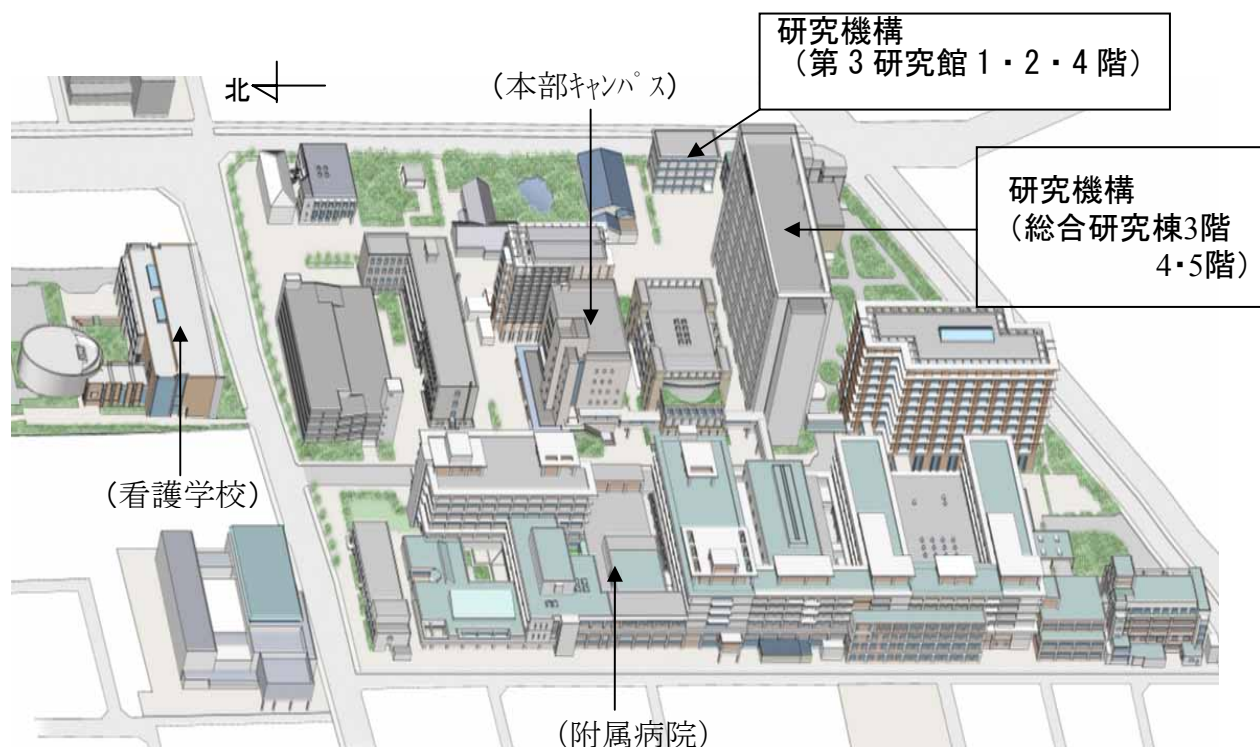 研究機構
（第３研究館１・２・４階）
北
（本部ｷｬﾝﾊﾟｽ）
研究機構
（総合研究棟3階
4・5階）
（看護学校）
（附属病院）